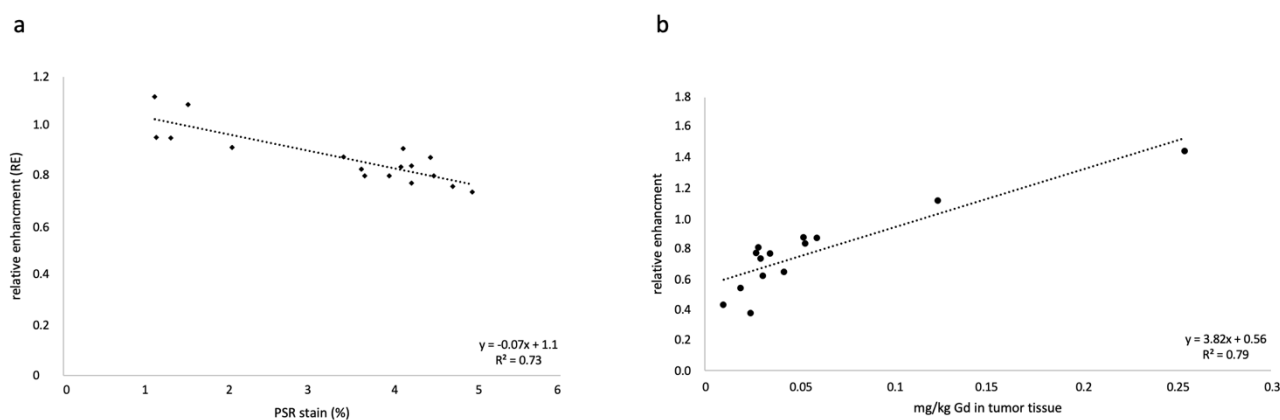 a
1.2
1.0
0.8
0.6
0.4
0.2
0
relative enhancment (RE)
y = -0.07x + 1.1
R² = 0.73
0 1 2 3 4 5 6
PSR stain (%)
b
1.8
1.6
1.4
1.2
1.0
0.8
0.6
0.4
0.2
0.0
relative enhancment
y = 3.82x + 0.56
R² = 0.79
0 0.05 0.1 0.15 0.2 0.25 0.3
mg/kg Gd in tumor tissue